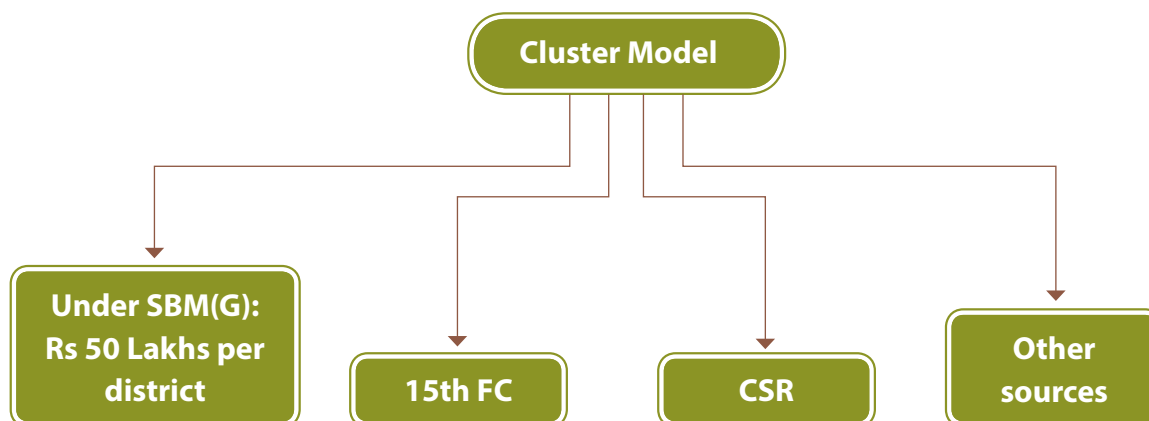 Cluster Model
Under SBM(G):
Rs 50 Lakhs per
district
15th FC
CSR
Other
sources